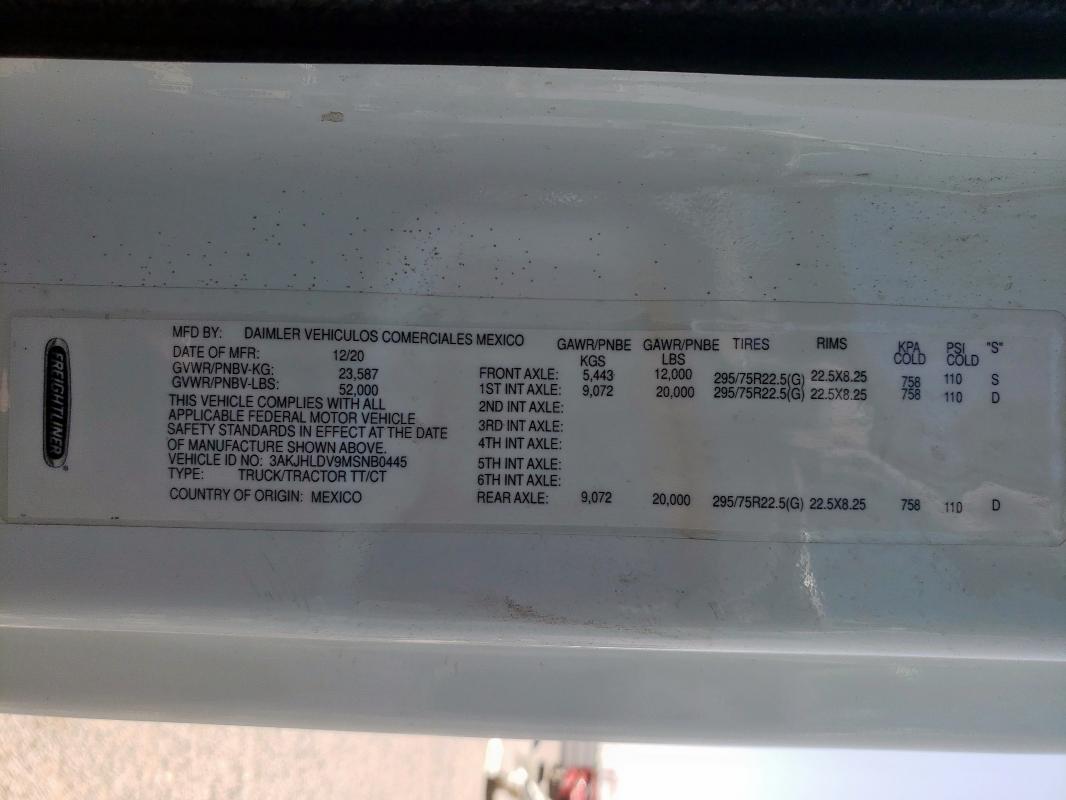 FREIGHTLINER
MFD BY: DAIMLER VEHICULOS COMERCIALES MEXICO
DATE OF MFR: 12/20
GVWR/PNBV-KG: 23,587
GVWR/PNBV-LBS: 52,000
THIS VEHICLE COMPLIES WITH ALL
APPLICABLE FEDERAL MOTOR VEHICLE
SAFETY STANDARDS IN EFFECT AT THE DATE
OF MANUFACTURE SHOWN ABOVE.
VEHICLE ID NO: 3AKJHLDV9MSNB0445
TYPE: TRUCK/TRACTOR TT/CT
COUNTRY OF ORIGIN: MEXICO
GAWR/PNBE KGS GAWR/PNBE LBS TIRES RIMS KPA COLD PSI COLD "S"
FRONT AXLE: 5,443 12,000 295/75R22.5(G) 22.5X8.25 758 110 S
1ST INT AXLE: 9,072 20,000 295/75R22.5(G) 22.5X8.25 758 110 D
2ND INT AXLE:
3RD INT AXLE:
4TH INT AXLE:
5TH INT AXLE:
6TH INT AXLE:
REAR AXLE: 9,072 20,000 295/75R22.5(G) 22.5X8.25 758 110 D